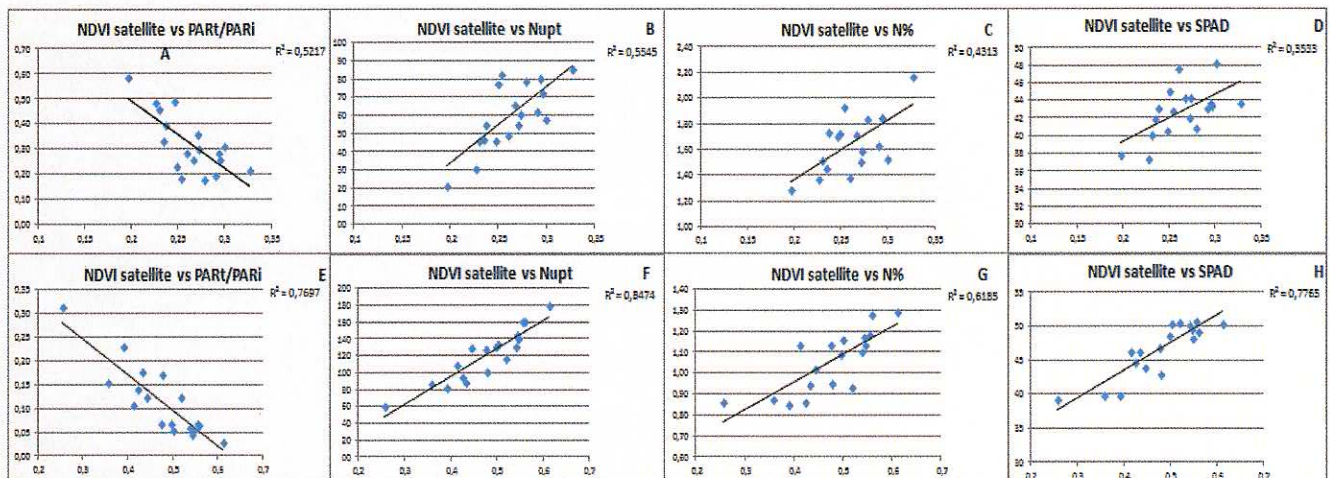 NDVI satellite vs PARt/PARi
A
R² = 0,5217
0,70
0,60
0,50
0,40
0,30
0,20
0,10
0,00
0,1 0,15 0,2 0,25 0,3 0,35
NDVI satellite vs Nupt
B
R² = 0,5545
100
90
80
70
60
50
40
30
20
10
0
0,1 0,15 0,2 0,25 0,3 0,35
NDVI satellite vs N%
C
R² = 0,4313
2,40
2,20
2,00
1,80
1,60
1,40
1,20
1,00
0,1 0,15 0,2 0,25 0,3 0,35
NDVI satellite vs SPAD
D
R² = 0,3533
50
48
46
44
42
40
38
36
34
32
30
0,1 0,15 0,2 0,25 0,3 0,35
NDVI satellite vs PARt/PARi
E
R² = 0,7697
0,35
0,30
0,25
0,20
0,15
0,10
0,05
0,00
0,2 0,3 0,4 0,5 0,6 0,7
NDVI satellite vs Nupt
F
R² = 0,8474
200
180
160
140
120
100
80
60
40
20
00
0,2 0,3 0,4 0,5 0,6 0,7
NDVI satellite vs N%
G
R² = 0,6185
1,40
1,30
1,20
1,10
1,00
0,90
0,80
0,70
0,60
0,2 0,3 0,4 0,5 0,6 0,7
NDVI satellite vs SPAD
H
R² = 0,7765
55
50
45
40
35
30
0,2 0,3 0,4 0,5 0,6 0,7